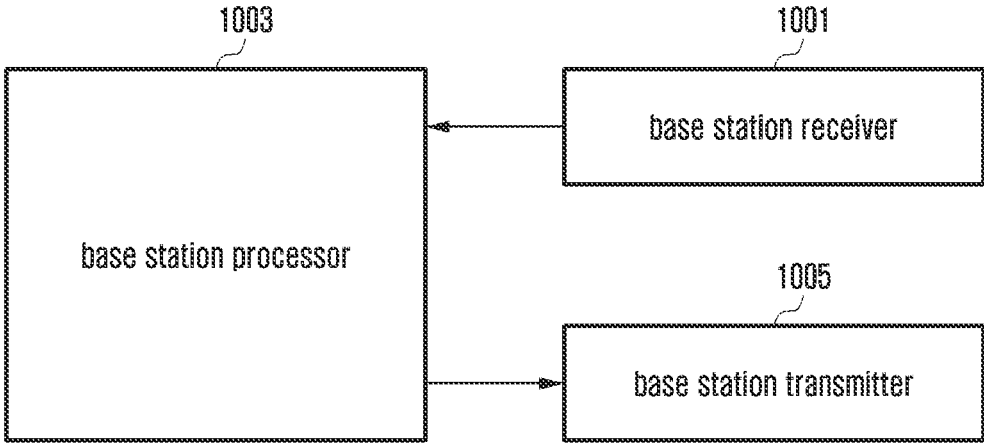 1003
1001
base station receiver
base station processor
1005
base station transmitter